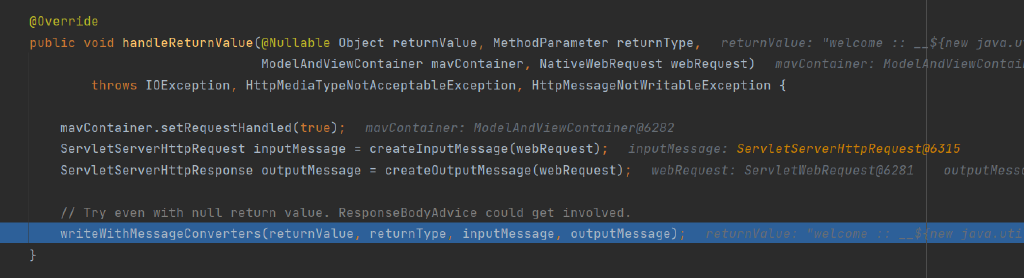 @Override
public void handleReturnValue(@Nullable Object returnValue, MethodParameter returnType, returnValue: "welcome :: __${new java.ut
ModelAndViewContainer mavContainer, NativeWebRequest webRequest) mavContainer: ModelAndViewContai
throws IOException, HttpMediaTypeNotAcceptableException, HttpMessageNotWritableException {
mavContainer.setRequestHandled(true); mavContainer: ModelAndViewContainer@6282
ServletServerHttpRequest inputMessage = createInputMessage(webRequest); inputMessage: ServletServerHttpRequest@6315
ServletServerHttpResponse outputMessage = createOutputMessage(webRequest); webRequest: ServletWebRequest@6281 outputMess
// Try even with null return value. ResponseBodyAdvice could get involved.
writeWithMessageConverters(returnValue, returnType, inputMessage, outputMessage); returnValue: "welcome :: __${new java.uti
}